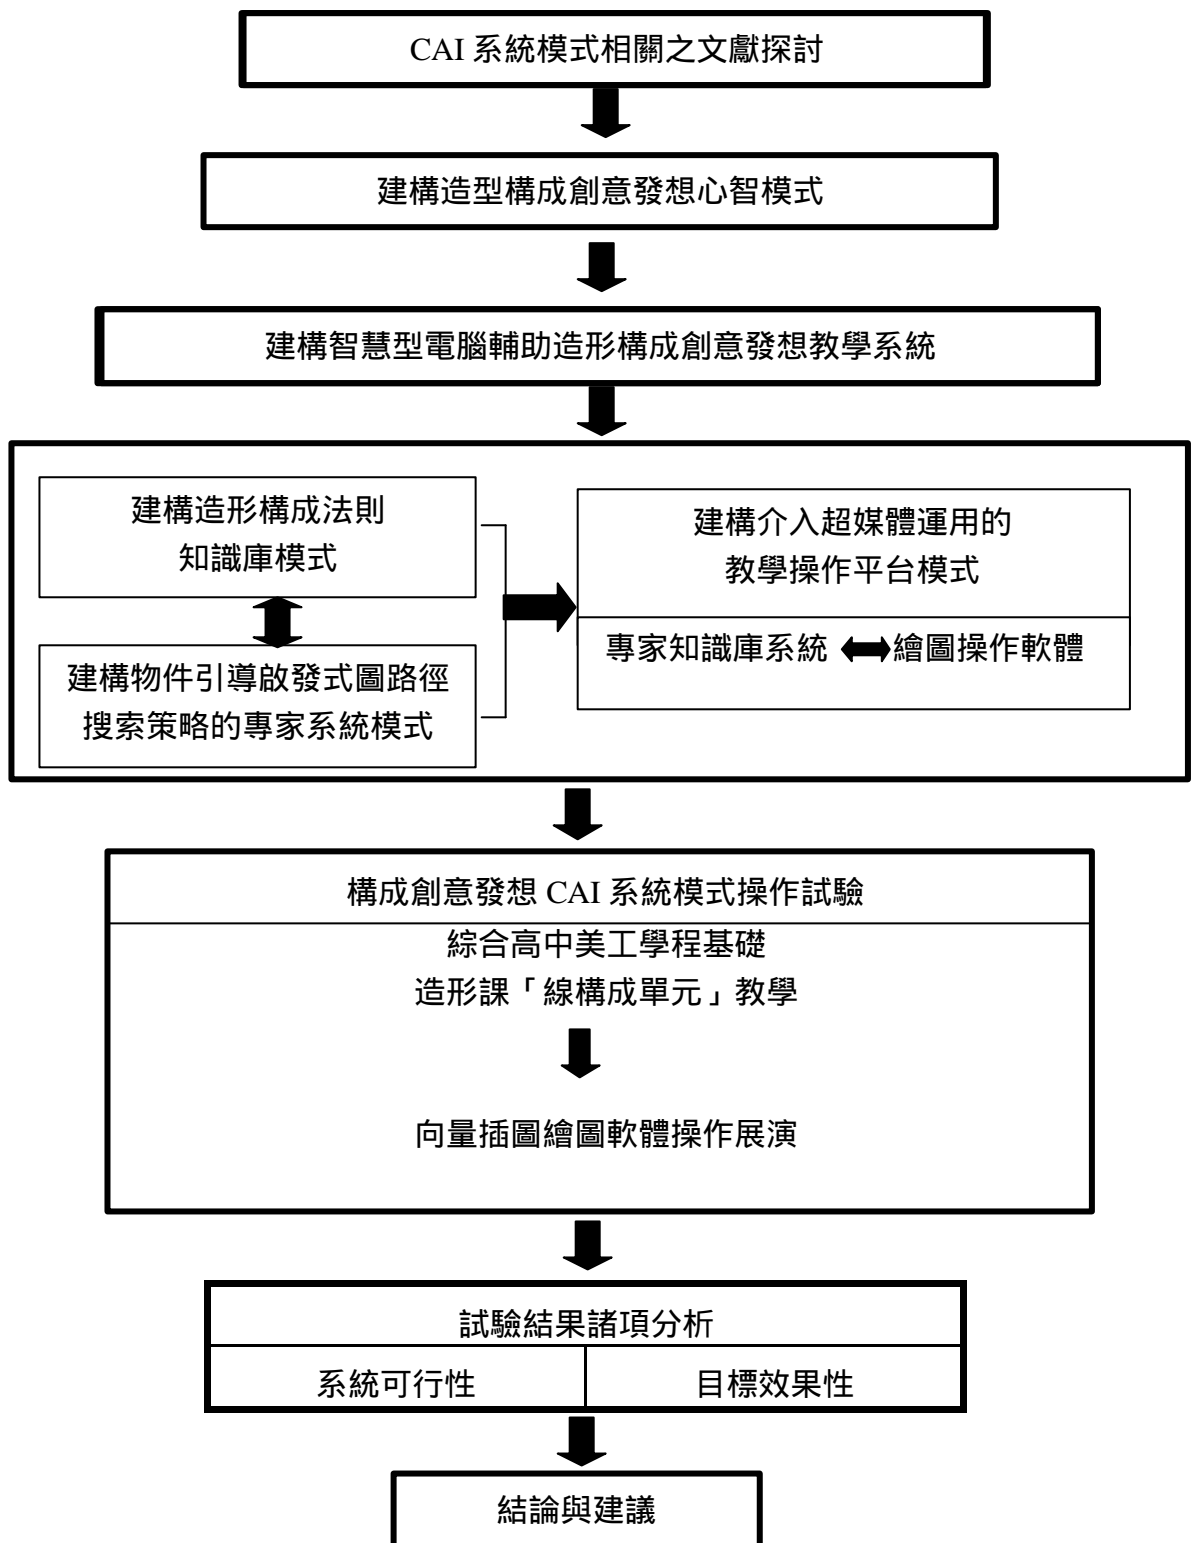 CAI 系統模式相關之文獻探討
建構造型構成創意發想心智模式
建構智慧型電腦輔助造形構成創意發想教學系統
建構造形構成法則
知識庫模式
建構物件引導啟發式圖路徑
搜索策略的專家系統模式
建構介入超媒體運用的
教學操作平台模式
專家知識庫系統 繪圖操作軟體
構成創意發想 CAI 系統模式操作試驗
綜合高中美工學程基礎
造形課「線構成單元」教學
向量插圖繪圖軟體操作展演
試驗結果諸項分析
系統可行性 目標效果性
結論與建議